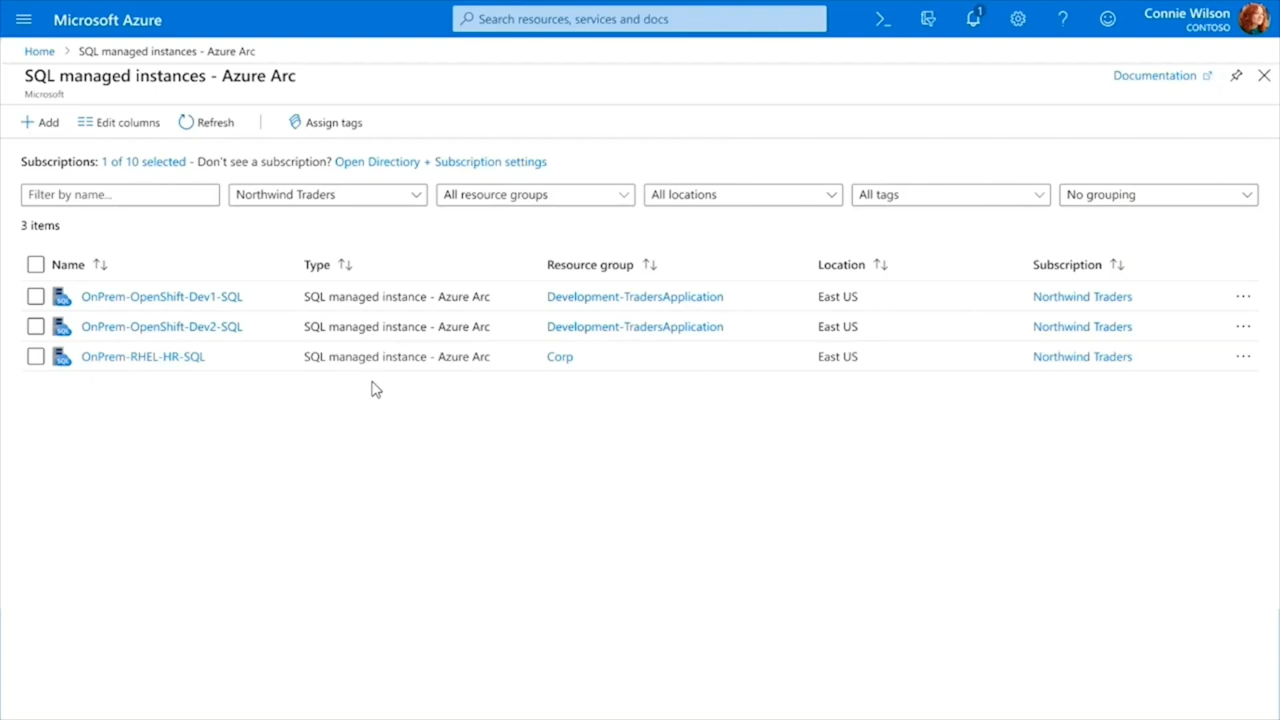 Microsoft Azure
Search resources, services and docs
1
Connie Wilson
CONTOSO
Home > SQL managed instances - Azure Arc
SQL managed instances - Azure Arc
Microsoft
Documentation
+ Add Edit columns Refresh Assign tags
Subscriptions: 1 of 10 selected - Don't see a subscription? Open Directory + Subscription settings
Filter by name... Northwind Traders All resource groups All locations All tags No grouping
3 items
Name Type Resource group Location Subscription
OnPrem-OpenShift-Dev1-SQL SQL managed instance - Azure Arc Development-TradersApplication East US Northwind Traders ...
OnPrem-OpenShift-Dev2-SQL SQL managed instance - Azure Arc Development-TradersApplication East US Northwind Traders ...
OnPrem-RHEL-HR-SQL SQL managed instance - Azure Arc Corp East US Northwind Traders ...